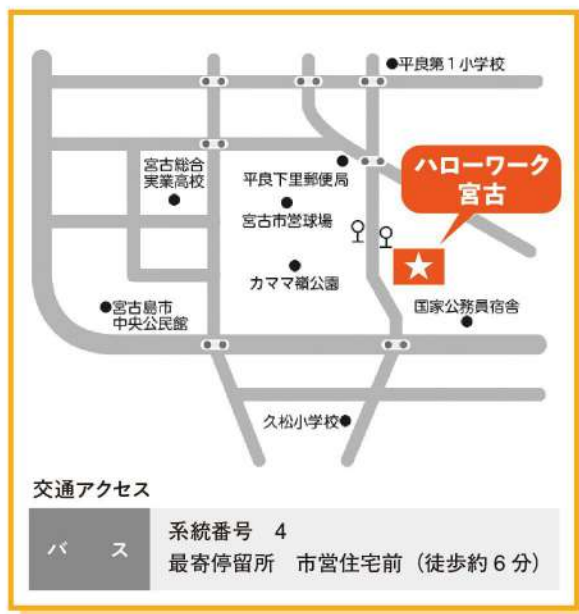 平良第1小学校
宮古総合
実業高校
平良下里郵便局
宮古市営球場
ハローワーク
宮古
カママ嶺公園
宮古島市
中央公民館
国家公務員宿舎
久松小学校
交通アクセス
バス
系統番号　4
最寄停留所　市営住宅前（徒歩約6分）